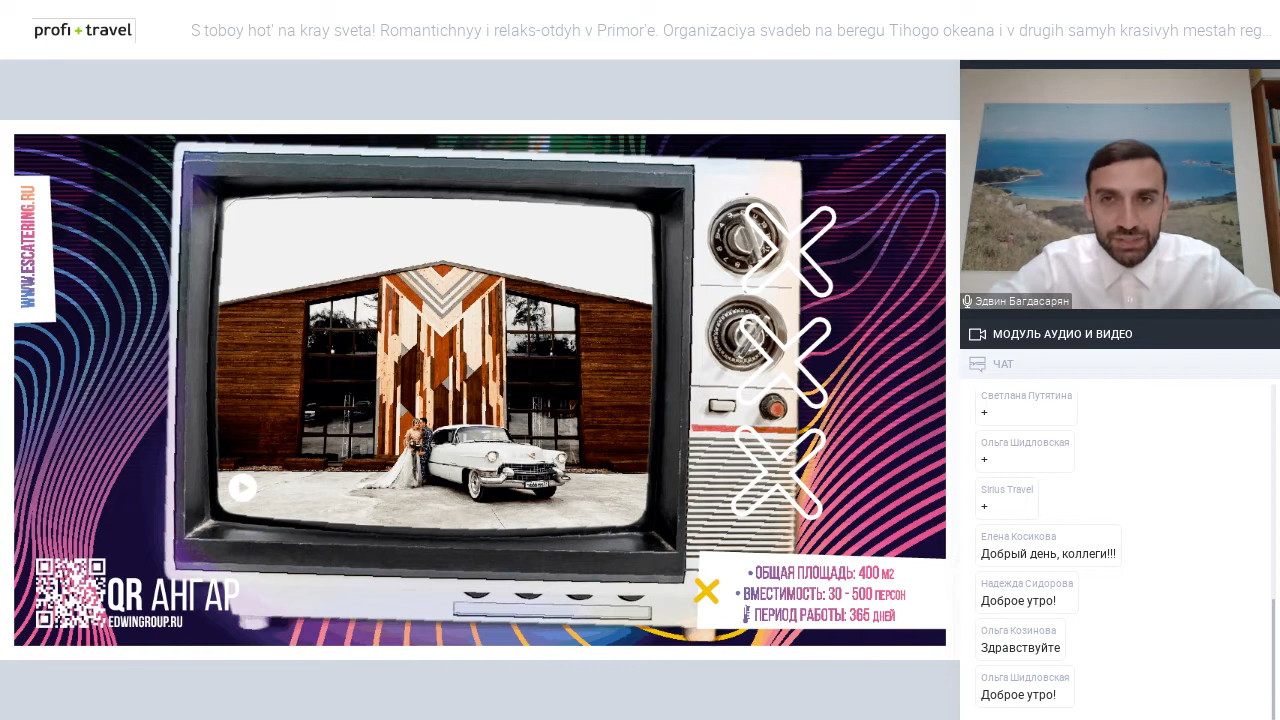 profi + travel
S toboy hot' na kray sveta! Romantichnyy i relaks-otdyh v Primor'e. Organizaciya svadeb na beregu Tihogo okeana i v drugih samyh krasivyh mestah reg...
WWW.ESCATERING.RU
QR АНГАР
EDWINGROUP.RU
• ОБЩАЯ ПЛОЩАДЬ: 400 М2
• ВМЕСТИМОСТЬ: 30 - 500 ПЕРСОН
ПЕРИОД РАБОТЫ: 365 ДНЕЙ
Эдвин Багдасарян
МОДУЛЬ АУДИО И ВИДЕО
ЧАТ
Светлана Путятина
+
Ольга Шидловская
+
Sirius Travel
+
Елена Косикова
Добрый день, коллеги!!!
Надежда Сидорова
Доброе утро!
Ольга Козинова
Здравствуйте
Ольга Шидловская
Доброе утро!